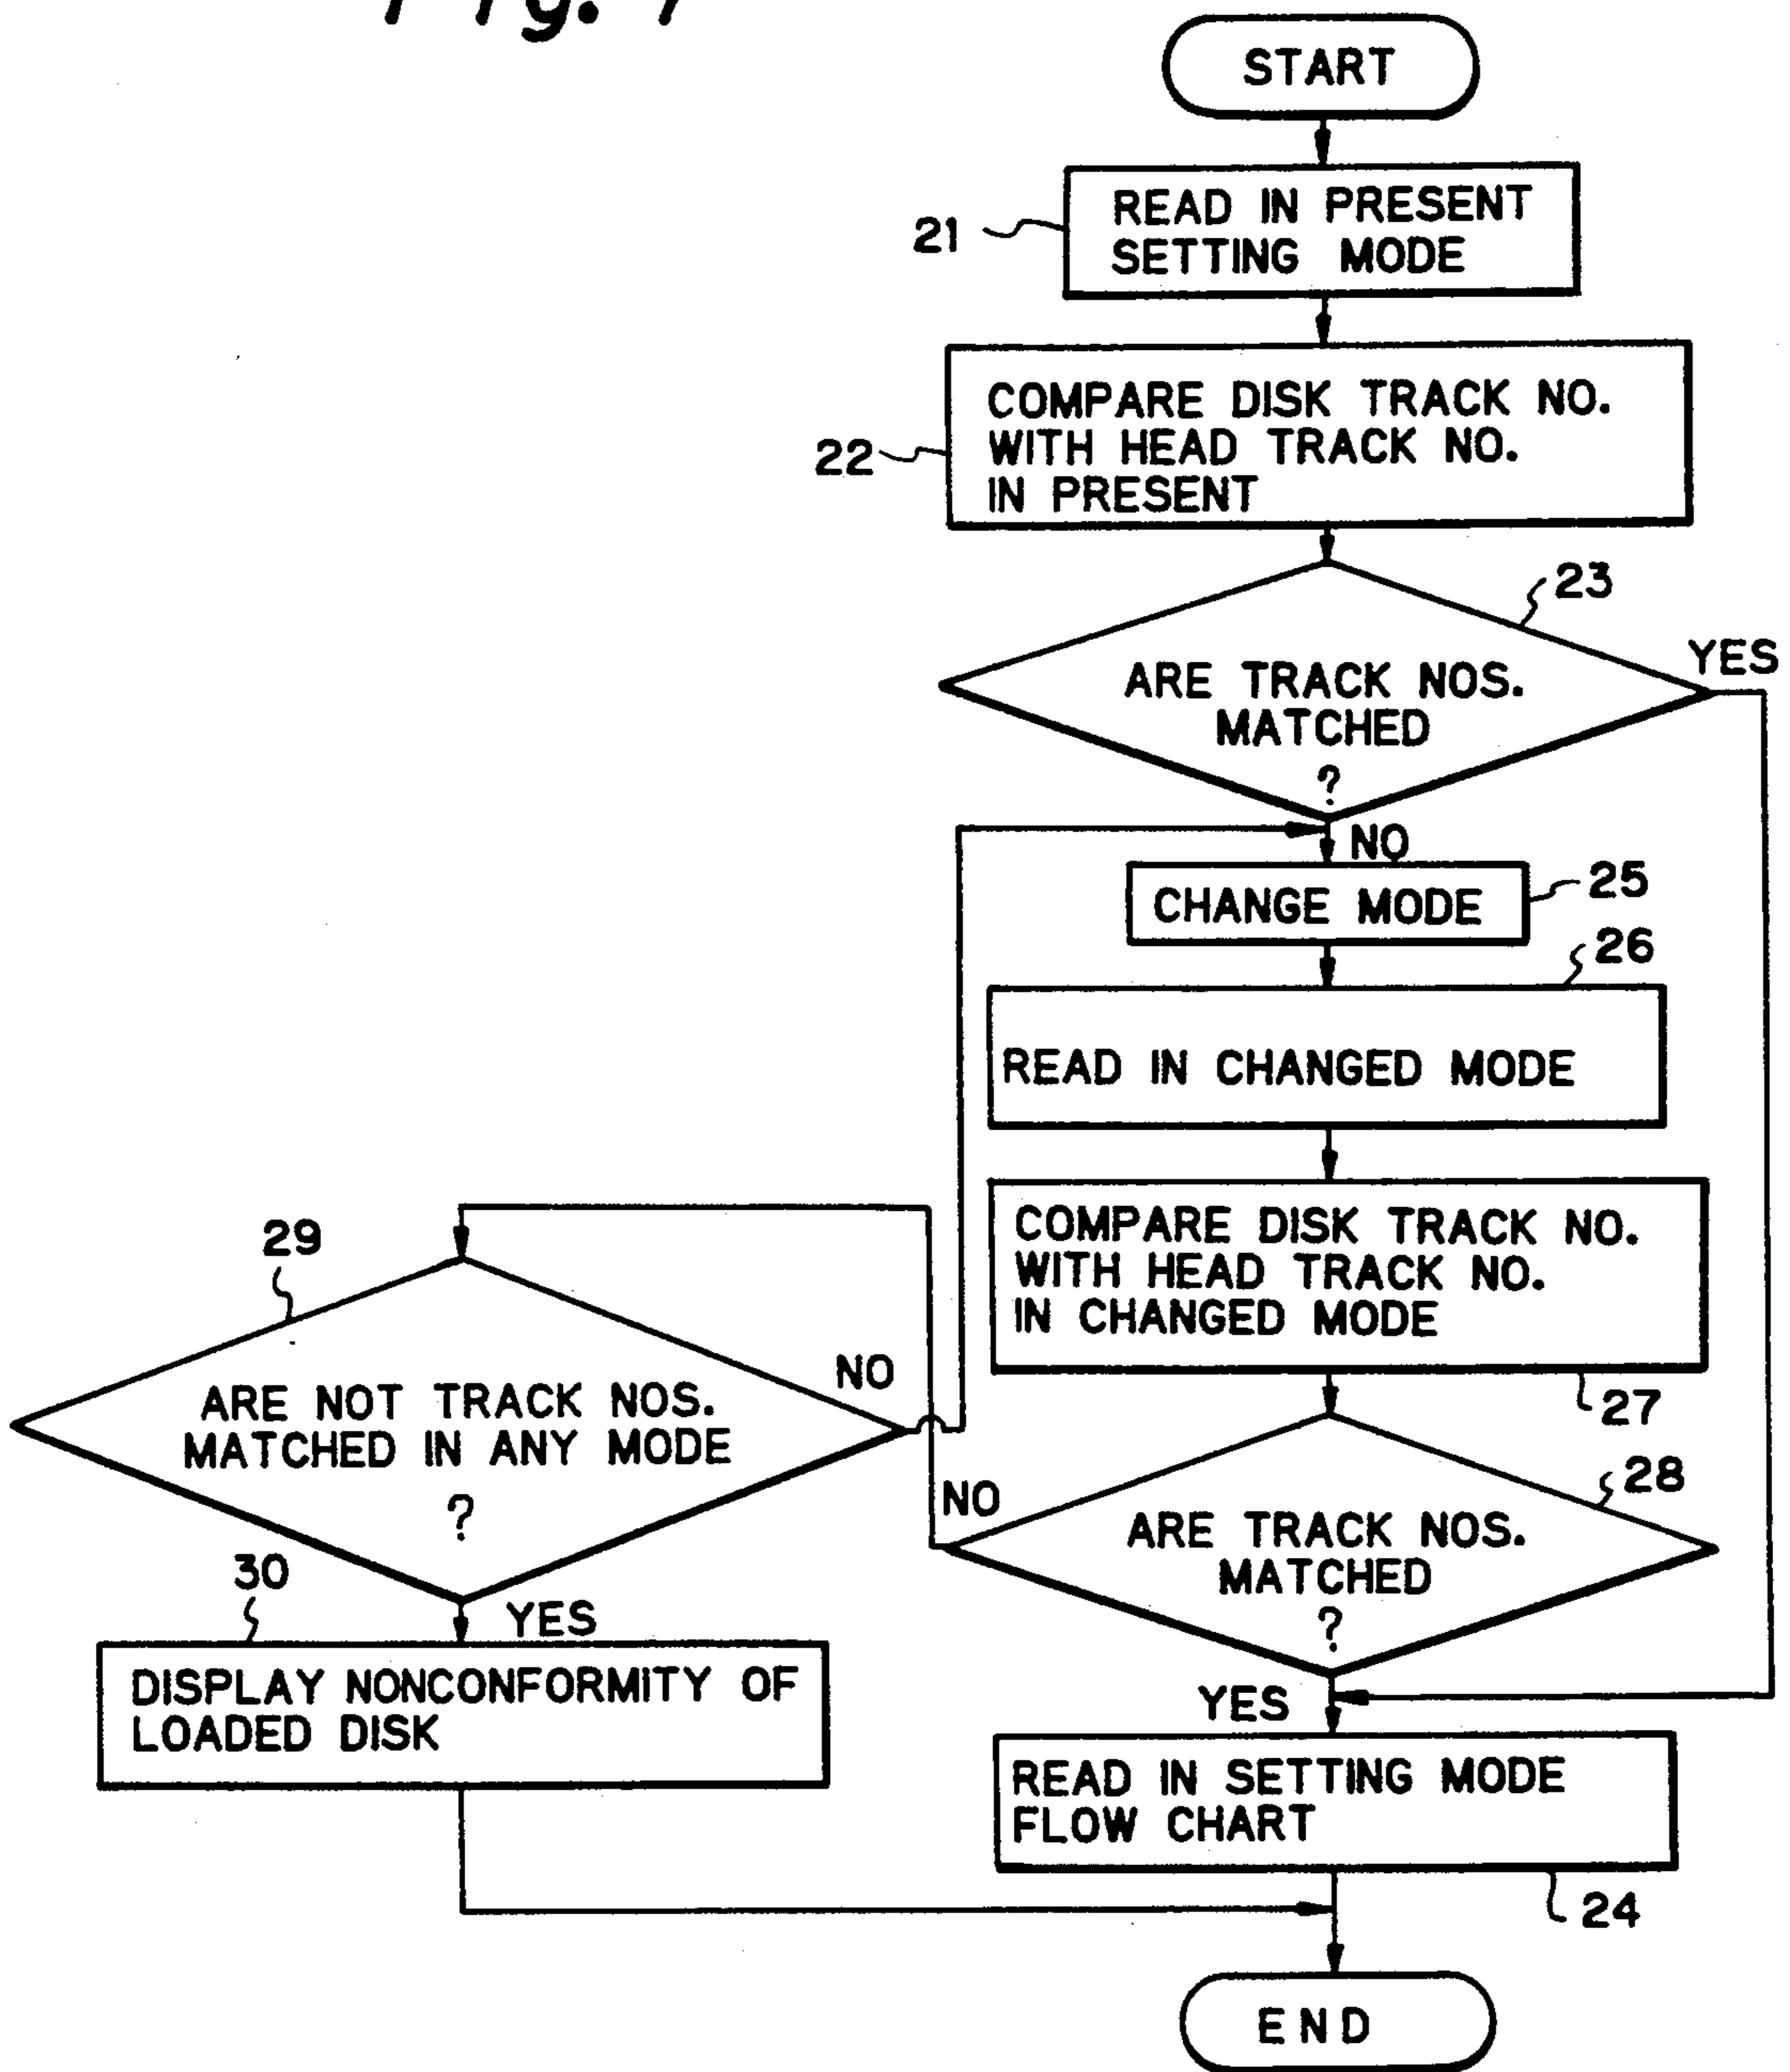 START
21
READ IN PRESENT
SETTING MODE
22
COMPARE DISK TRACK NO.
WITH HEAD TRACK NO.
IN PRESENT
23
ARE TRACK NOS.
MATCHED
?
YES
NO
CHANGE MODE
25
26
READ IN CHANGED MODE
COMPARE DISK TRACK NO.
WITH HEAD TRACK NO.
IN CHANGED MODE
27
29
ARE NOT TRACK NOS.
MATCHED IN ANY MODE
?
NO
28
NO
ARE TRACK NOS.
MATCHED
?
30
YES
DISPLAY NONCONFORMITY OF
LOADED DISK
YES
READ IN SETTING MODE
FLOW CHART
24
END